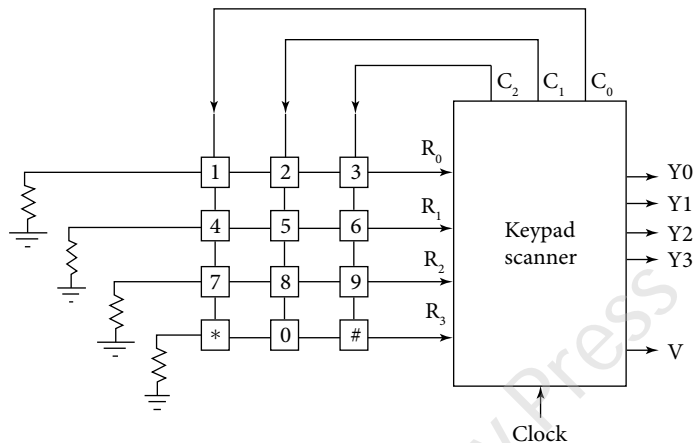 C₂ C₁ C₀
1 2 3 R₀
4 5 6 R₁
7 8 9 R₂
* 0 # R₃
Keypad
scanner
Y0
Y1
Y2
Y3
V
Clock
Press